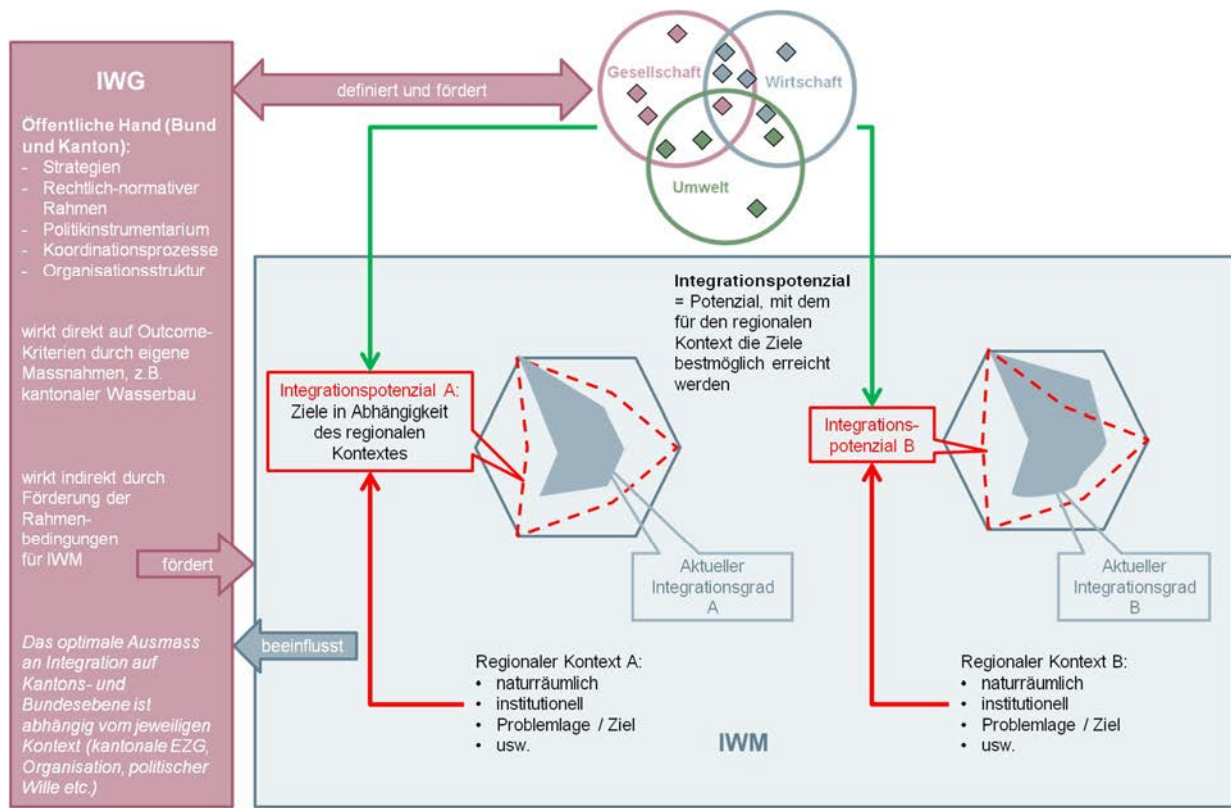 IWG
Öffentliche Hand (Bund
und Kanton):
- Strategien
- Rechtlich-normativer
Rahmen
- Politikinstrumentarium
- Koordinationsprozesse
- Organisationsstruktur
wirkt direkt auf Outcome-
Kriterien durch eigene
Massnahmen, z.B.
kantonaler Wasserbau
wirkt indirekt durch
Förderung der
Rahmen-
bedingungen
für IWM
fördert
Das optimale Ausmass
an Integration auf
Kantons- und
Bundesebene ist
abhängig vom jeweiligen
Kontext (kantonale EZG,
Organisation, politischer
Wille etc.)
beeinflusst
definiert und fördert
Gesellschaft
Wirtschaft
Umwelt
Integrationspotenzial
= Potenzial, mit dem
für den regionalen
Kontext die Ziele
bestmöglich erreicht
werden
Integrationspotenzial A:
Ziele in Abhängigkeit
des regionalen
Kontextes
Aktueller
Integrationsgrad
A
Regionaler Kontext A:
• naturräumlich
• institutionell
• Problemlage / Ziel
• usw.
Integrations-
potenzial B
Aktueller
Integrationsgrad
B
Regionaler Kontext B:
• naturräumlich
• institutionell
• Problemlage / Ziel
• usw.
IWM